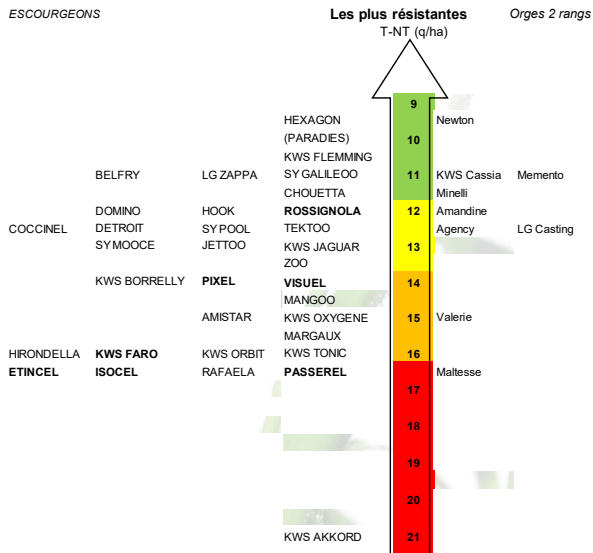 ESCOURGEONS Les plus résistantes Orges 2 rangs
T-NT (q/ha)
9
HEXAGON Newton
(PARADIES) 10
KWS FLEMMING
BELFRY LG ZAPPA SY GALILEOO 11 KWS Cassia Memento
CHOUETTA Minelli
DOMINO HOOK ROSSIGNOLA 12 Amandine
COCCINEL DETROIT SY POOL TEKTOO Agency LG Casting
SY MOOCE JETTOO KWS JAGUAR 13
ZOO
KWS BORRELLY PIXEL VISUEL 14
MANGOO
AMISTAR KWS OXYGENE 15 Valerie
MARGAUX
HIRONDELLA KWS FARO KWS ORBIT KWS TONIC 16
ETINCEL ISOCEL RAFAELA PASSEREL Maltesse
17
18
19
20
KWS AKKORD 21